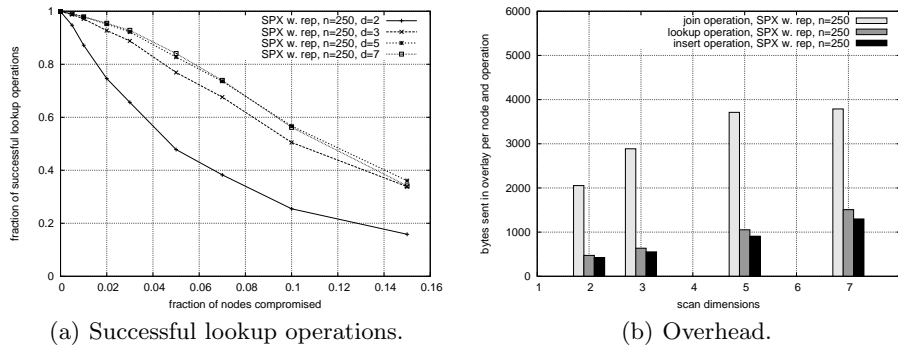 SPX w. rep, n=250, d=2
SPX w. rep, n=250, d=3
SPX w. rep, n=250, d=5
SPX w. rep, n=250, d=7
fraction of successful lookup operations
1
0.8
0.6
0.4
0.2
0
0 0.02 0.04 0.06 0.08 0.1 0.12 0.14 0.16
fraction of nodes compromised
(a) Successful lookup operations.
join operation, SPX w. rep, n=250
lookup operation, SPX w. rep, n=250
insert operation, SPX w. rep, n=250
bytes sent in overlay per node and operation
6000
5000
4000
3000
2000
1000
0
1 2 3 4 5 6 7
scan dimensions
(b) Overhead.